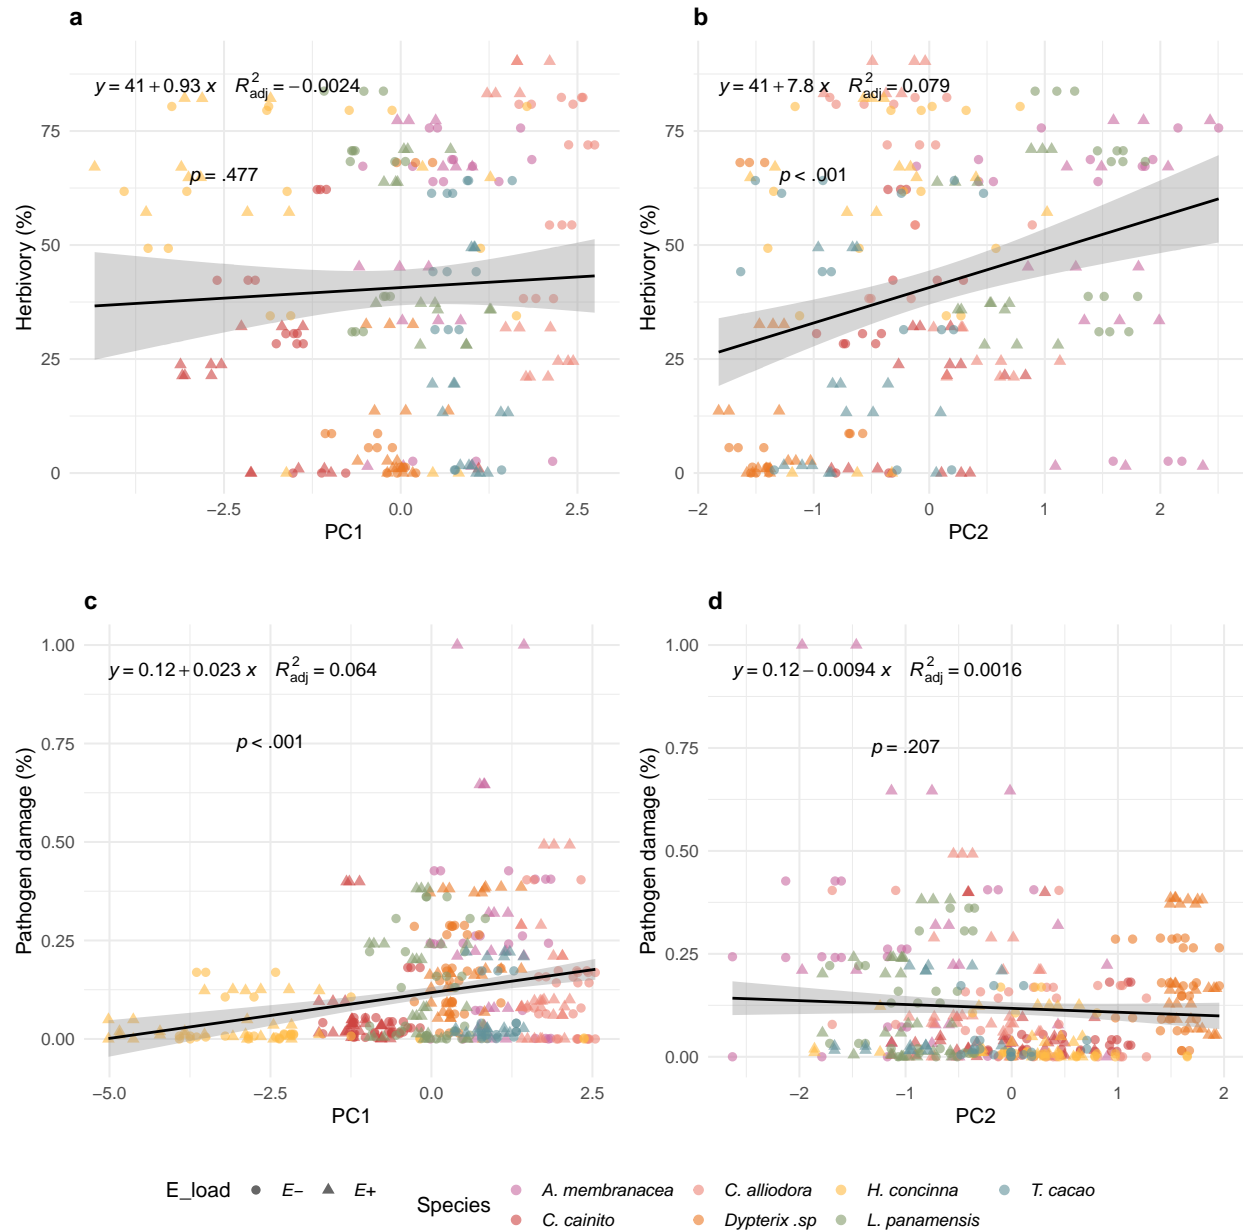 a
y = 41 + 0.93 x R²adj = −0.0024
p = .477
Herbivory (%)
75
50
25
0
−2.5
0.0
2.5
PC1
b
y = 41 + 7.8 x R²adj = 0.079
p < .001
Herbivory (%)
75
50
25
0
−2
−1
0
1
2
PC2
c
y = 0.12 + 0.023 x R²adj = 0.064
p < .001
Pathogen damage (%)
1.00
0.75
0.50
0.25
0.00
−5.0
−2.5
0.0
2.5
PC1
d
y = 0.12 − 0.0094 x R²adj = 0.0016
p = .207
Pathogen damage (%)
1.00
0.75
0.50
0.25
0.00
−2
−1
0
1
2
PC2
E_load E− E+
Species
A. membranacea C. alliodora H. concinna T. cacao
C. cainito Dypterix .sp L. panamensis